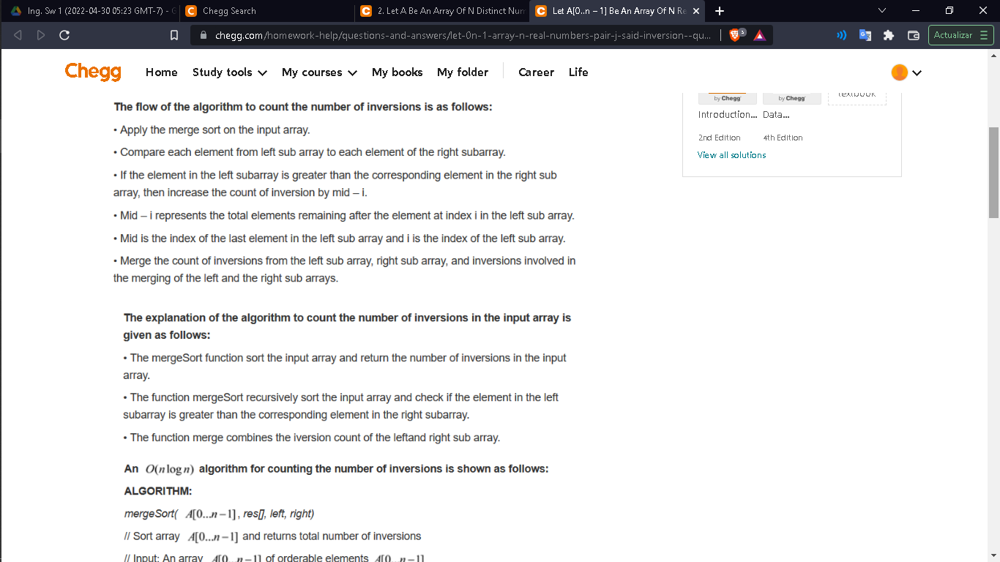 Ing. Sw 1 (2022-04-30 05:23 GMT-7) - G
Chegg Search
2. Let A Be An Array Of N Distinct Num
Let A[0..n – 1] Be An Array Of N Re
chegg.com/homework-help/questions-and-answers/let-0n-1-array-n-real-numbers-pair-j-said-inversion--qu...
Actualizar
Chegg
Home
Study tools
My courses
My books
My folder
Career
Life
The flow of the algorithm to count the number of inversions is as follows:
• Apply the merge sort on the input array.
• Compare each element from left sub array to each element of the right subarray.
• If the element in the left subarray is greater than the corresponding element in the right sub
array, then increase the count of inversion by mid – i.
• Mid – i represents the total elements remaining after the element at index i in the left sub array.
• Mid is the index of the last element in the left sub array and i is the index of the left sub array.
• Merge the count of inversions from the left sub array, right sub array, and inversions involved in
the merging of the left and the right sub arrays.
The explanation of the algorithm to count the number of inversions in the input array is
given as follows:
• The mergeSort function sort the input array and return the number of inversions in the input
array.
• The function mergeSort recursively sort the input array and check if the element in the left
subarray is greater than the corresponding element in the right subarray.
• The function merge combines the iversion count of the leftand right sub array.
An O(n log n) algorithm for counting the number of inversions is shown as follows:
ALGORITHM:
mergeSort( A[0...n−1], res[], left, right)
// Sort array A[0...n−1] and returns total number of inversions
// Input: An array A[0...n−1] of orderable elements A[0...n−1]
by Chegg
by Chegg
Textbook
Introduction...
Data...
2nd Edition
4th Edition
View all solutions